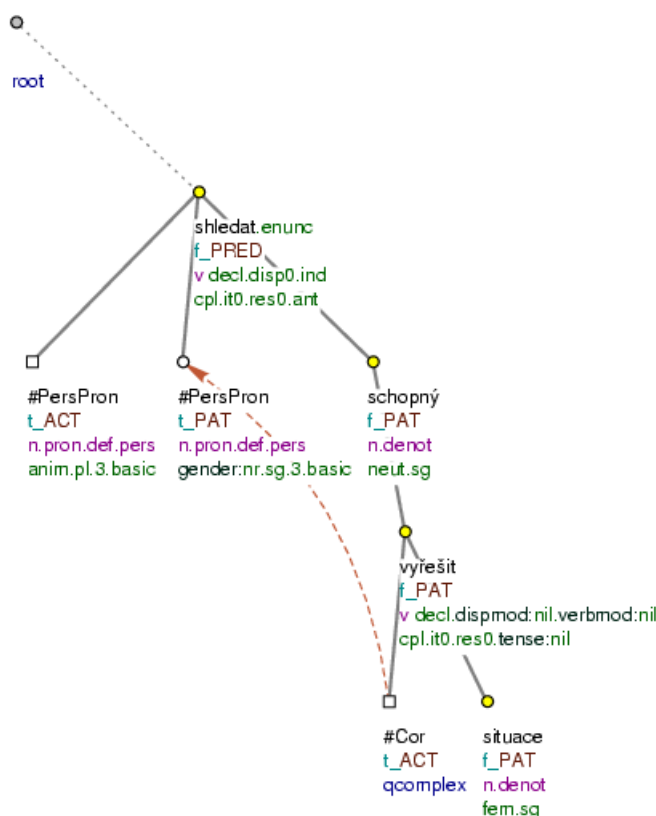 root
shledat.enunc
f_PRED
v decl.disp0.ind
cpl.it0.res0.ant
#PersPron
t_ACT
n.pron.def.pers
anim.pl.3.basic
#PersPron
t_PAT
n.pron.def.pers
gender:nr.sg.3.basic
schopný
f_PAT
n.denot
neut.sg
vyřešit
f_PAT
v decl.dispmod:nil.verbmod:nil
cpl.it0.res0.tense:nil
#Cor
t_ACT
qcomplex
situace
f_PAT
n.denot
fem.sg